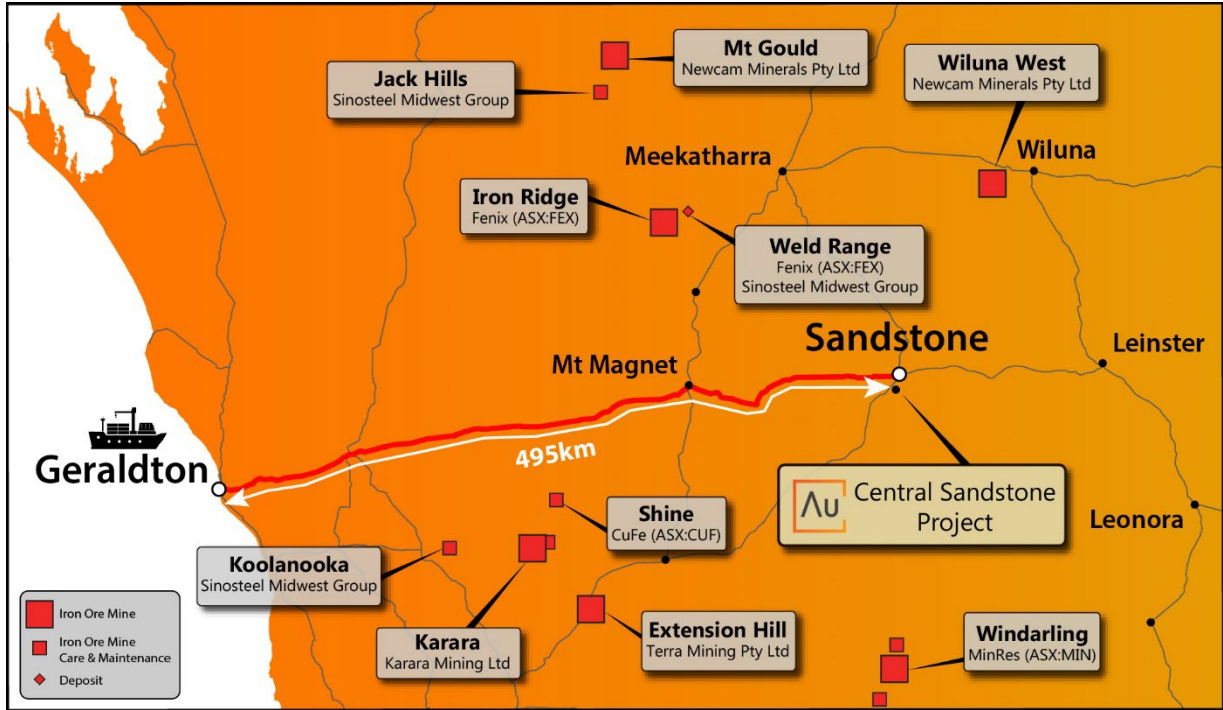 Mt Gould
Newcam Minerals Pty Ltd
Jack Hills
Sinosteel Midwest Group
Wiluna West
Newcam Minerals Pty Ltd
Meekatharra
Wiluna
Iron Ridge
Fenix (ASX:FEX)
Weld Range
Fenix (ASX:FEX)
Sinosteel Midwest Group
Sandstone
Leinster
Mt Magnet
495km
Geraldton
Au
Central Sandstone
Project
Leonora
Shine
CuFe (ASX:CUF)
Koolanooka
Sinosteel Midwest Group
Karara
Karara Mining Ltd
Extension Hill
Terra Mining Pty Ltd
Windarling
MinRes (ASX:MIN)
Iron Ore Mine
Iron Ore Mine
Care & Maintenance
Deposit